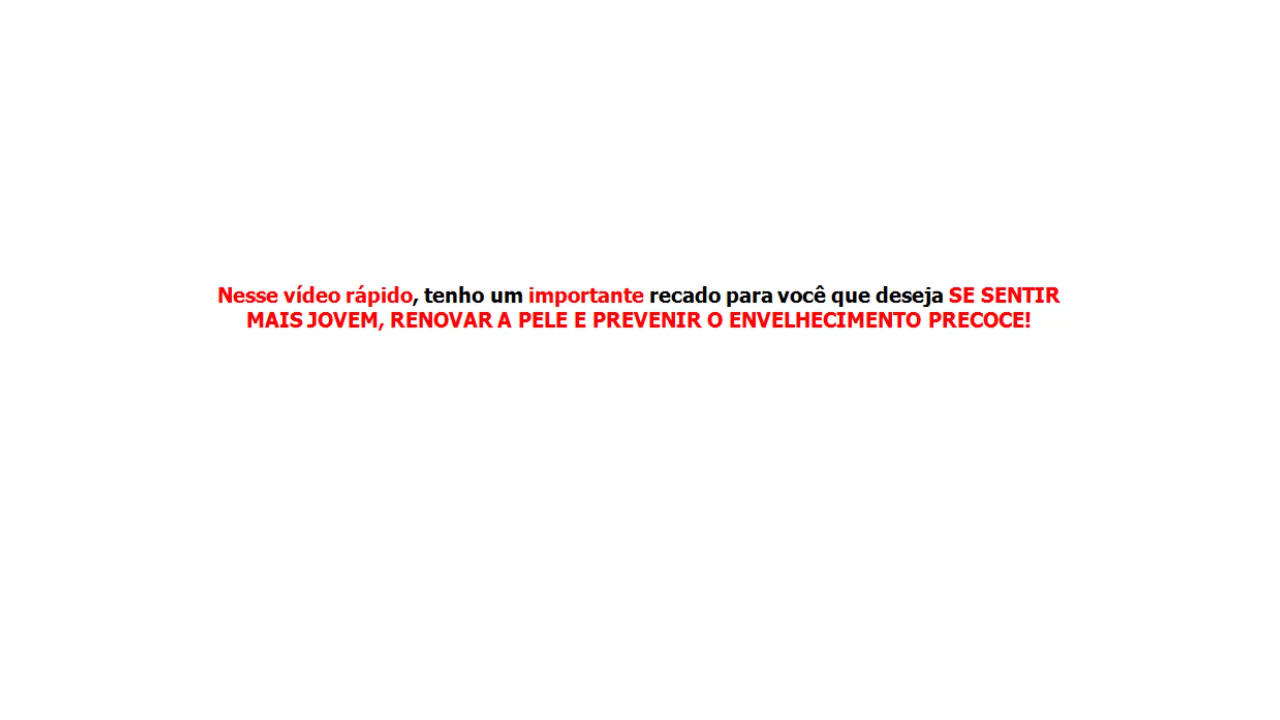 Nesse vídeo rápido, tenho um importante recado para você que deseja SE SENTIR
MAIS JOVEM, RENOVAR A PELE E PREVENIR O ENVELHECIMENTO PRECOCE!